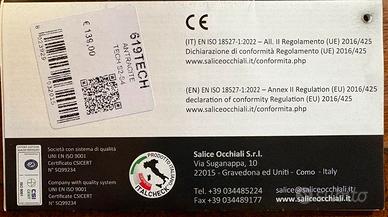 € 139,00
619TECH
ANTRACITE
TECH S2-S4
CE
(IT) EN ISO 18527-1:2022 – All. II Regolamento (UE) 2016/425
Dichiarazione di conformità Regolamento (UE) 2016/425
www.saliceocchiali.it/conformita.php
(EN) EN ISO 18527-1:2022 – Annex II Regulation (EU) 2016/425
declaration of conformity Regulation (EU) 2016/425
www.saliceocchiali.it/conformita.php
Società con sistema di qualità
UNI EN ISO 9001
Certificato CSICERT
N° SQ99234
Company with quality system
UNI EN ISO 9001
Certificate CSICERT
N° SQ99234
PRODOTTO ITALIANO
ITALCHECK
Salice Occhiali S.r.l.
Via Suganappa, 10
22015 - Gravedona ed Uniti - Como - Italy
Tel. +39 034485224
Fax +39 034489177
www.saliceocchiali.it